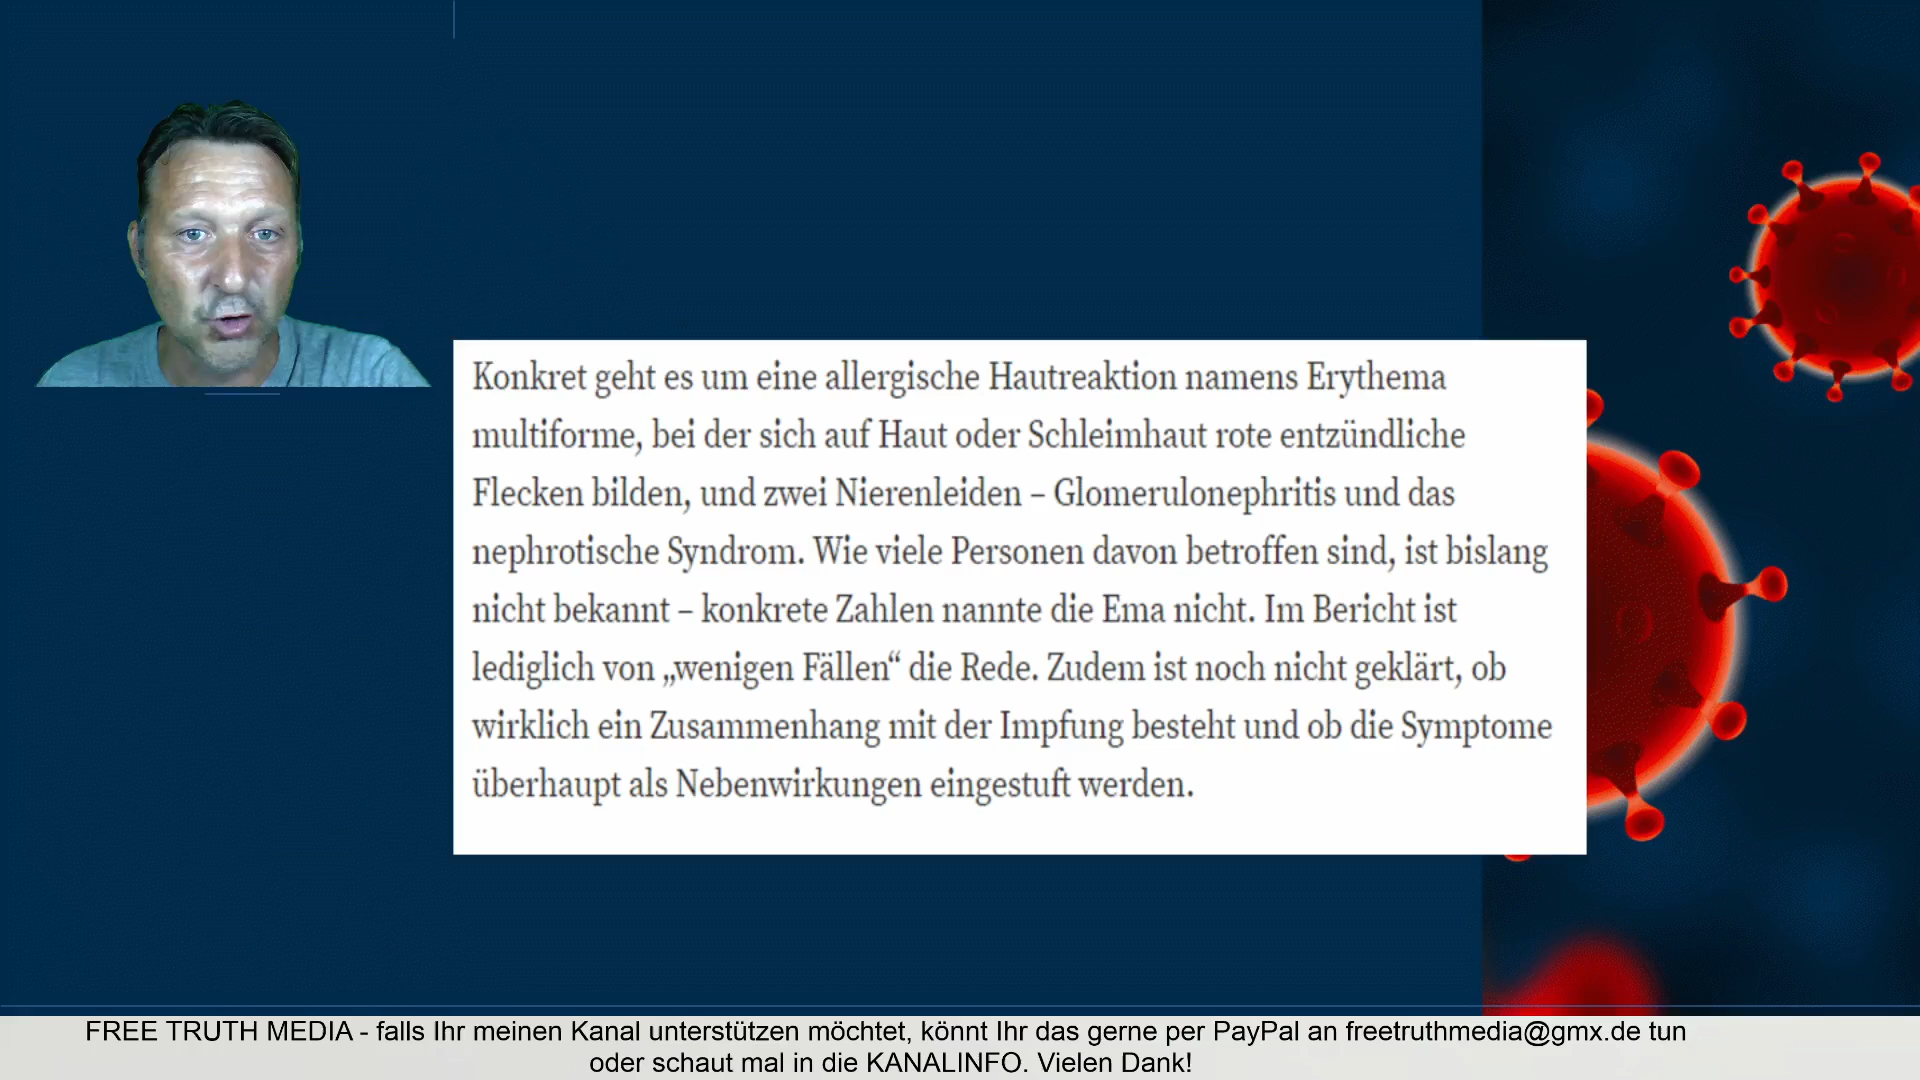 Konkret geht es um eine allergische Hautreaktion namens Erythema
multiforme, bei der sich auf Haut oder Schleimhaut rote entzündliche
Flecken bilden, und zwei Nierenleiden – Glomerulonephritis und das
nephrotische Syndrom. Wie viele Personen davon betroffen sind, ist bislang
nicht bekannt – konkrete Zahlen nannte die Ema nicht. Im Bericht ist
lediglich von „wenigen Fällen“ die Rede. Zudem ist noch nicht geklärt, ob
wirklich ein Zusammenhang mit der Impfung besteht und ob die Symptome
überhaupt als Nebenwirkungen eingestuft werden.
FREE TRUTH MEDIA - falls Ihr meinen Kanal unterstützen möchtet, könnt Ihr das gerne per PayPal an freetruthmedia@gmx.de tun
oder schaut mal in die KANALINFO. Vielen Dank!